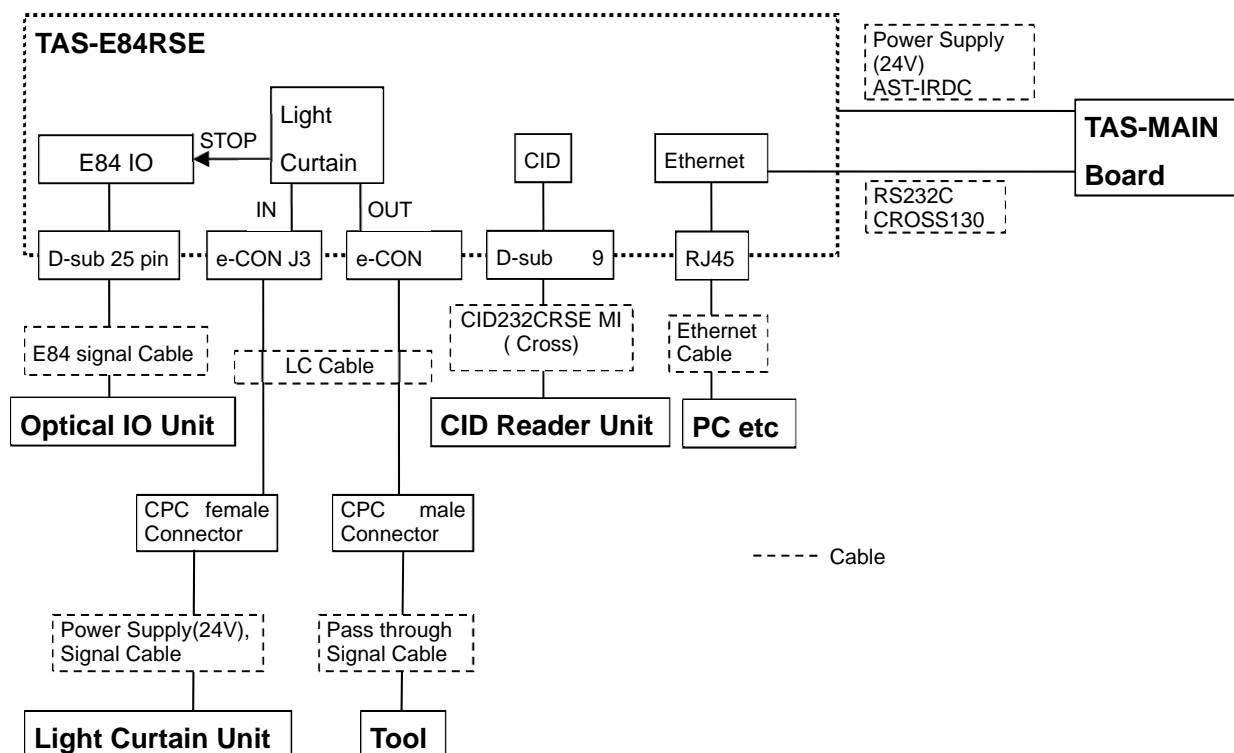 TAS-E84RSE
Power Supply
(24V)
AST-IRDC
TAS-MAIN
Board
Light
Curtain
STOP
E84 IO
CID
Ethernet
RS232C
CROSS130
IN
OUT
D-sub 25 pin
e-CON J3
e-CON
D-sub 9
RJ45
E84 signal Cable
LC Cable
CID232CRSE MI
( Cross)
Ethernet
Cable
Optical IO Unit
CID Reader Unit
PC etc
CPC female
Connector
CPC male
Connector
Cable
Power Supply(24V),
Signal Cable
Pass through
Signal Cable
Light Curtain Unit
Tool